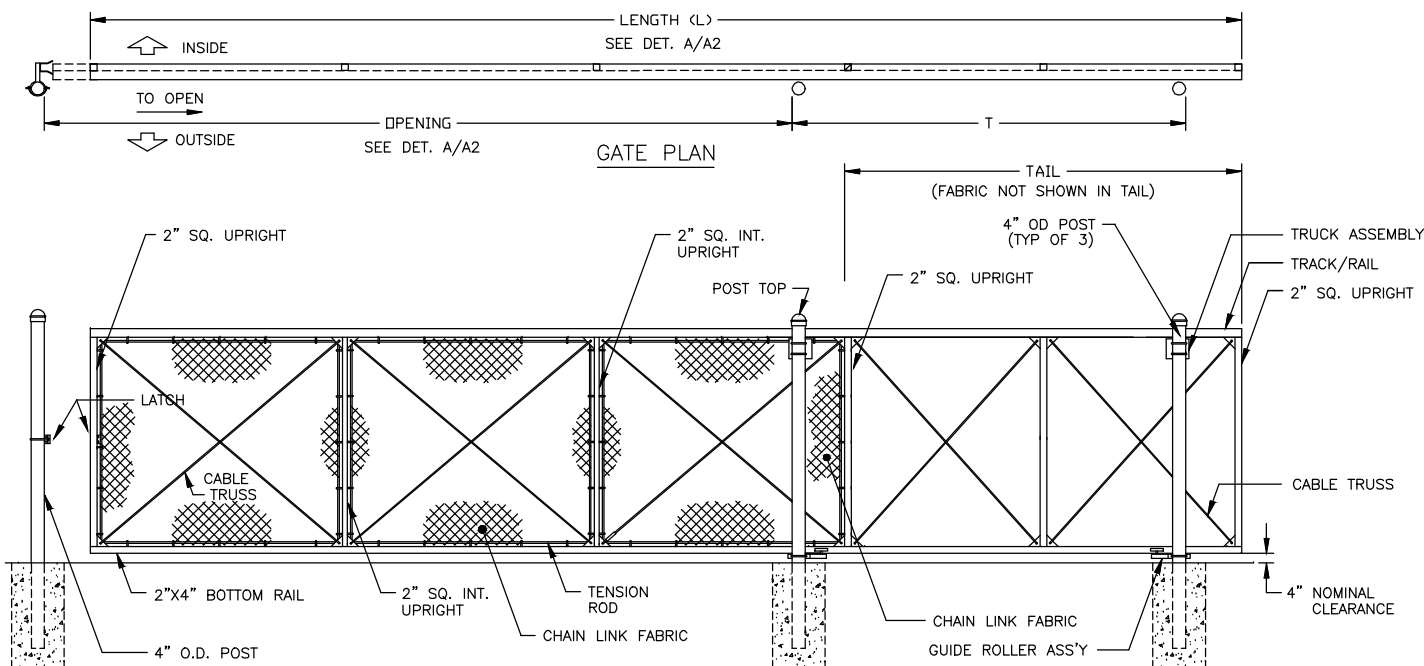 LENGTH (L)
SEE DET. A/A2
INSIDE
TO OPEN
OPENING
T
OUTSIDE
SEE DET. A/A2
GATE PLAN
TAIL
(FABRIC NOT SHOWN IN TAIL)
2" SQ. UPRIGHT
2" SQ. INT.
UPRIGHT
4" OD POST
(TYP OF 3)
TRUCK ASSEMBLY
TRACK/RAIL
2" SQ. UPRIGHT
POST TOP
2" SQ. UPRIGHT
LATCH
CABLE
TRUSS
CABLE TRUSS
2"X4" BOTTOM RAIL
2" SQ. INT.
UPRIGHT
TENSION
ROD
4" NOMINAL
CLEARANCE
CHAIN LINK FABRIC
CHAIN LINK FABRIC
4" O.D. POST
GUIDE ROLLER ASS'Y